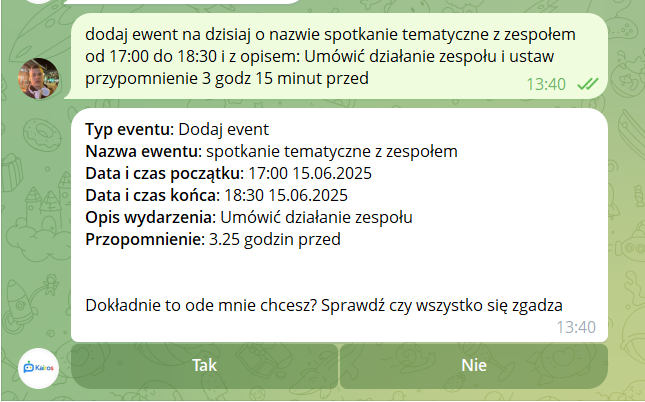 dodaj ewent na dzisiaj o nazwie spotkanie tematyczne z zespołem
od 17:00 do 18:30 i z opisem: Umówić działanie zespołu i ustaw
przypomnienie 3 godz 15 minut przed
13:40
Typ eventu: Dodaj event
Nazwa ewentu: spotkanie tematyczne z zespołem
Data i czas początku: 17:00 15.06.2025
Data i czas końca: 18:30 15.06.2025
Opis wydarzenia: Umówić działanie zespołu
Przopomnienie: 3.25 godzin przed
Dokładnie to ode mnie chcesz? Sprawdź czy wszystko się zgadza
13:40
Kairos
Tak
Nie